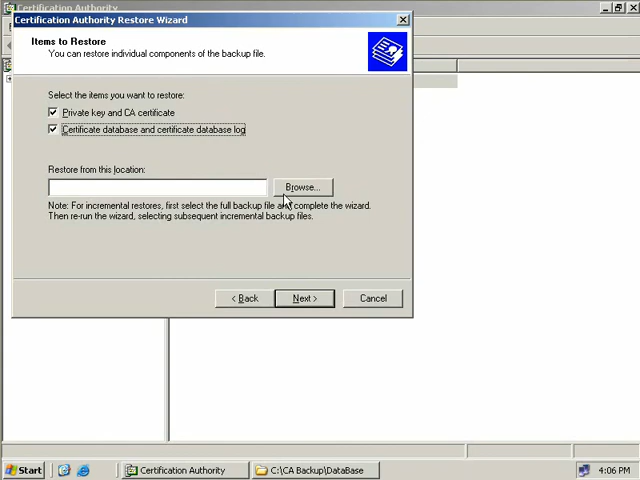 Certification Authority
Certification Authority Restore Wizard
Items to Restore
You can restore individual components of the backup file.
Select the items you want to restore:
Private key and CA certificate
Certificate database and certificate database log
Restore from this location:
Browse...
Note: For incremental restores, first select the full backup file and complete the wizard.
Then re-run the wizard, selecting subsequent incremental backup files.
< Back
Next >
Cancel
Start
Certification Authority
C:\CA Backup\DataBase
4:06 PM